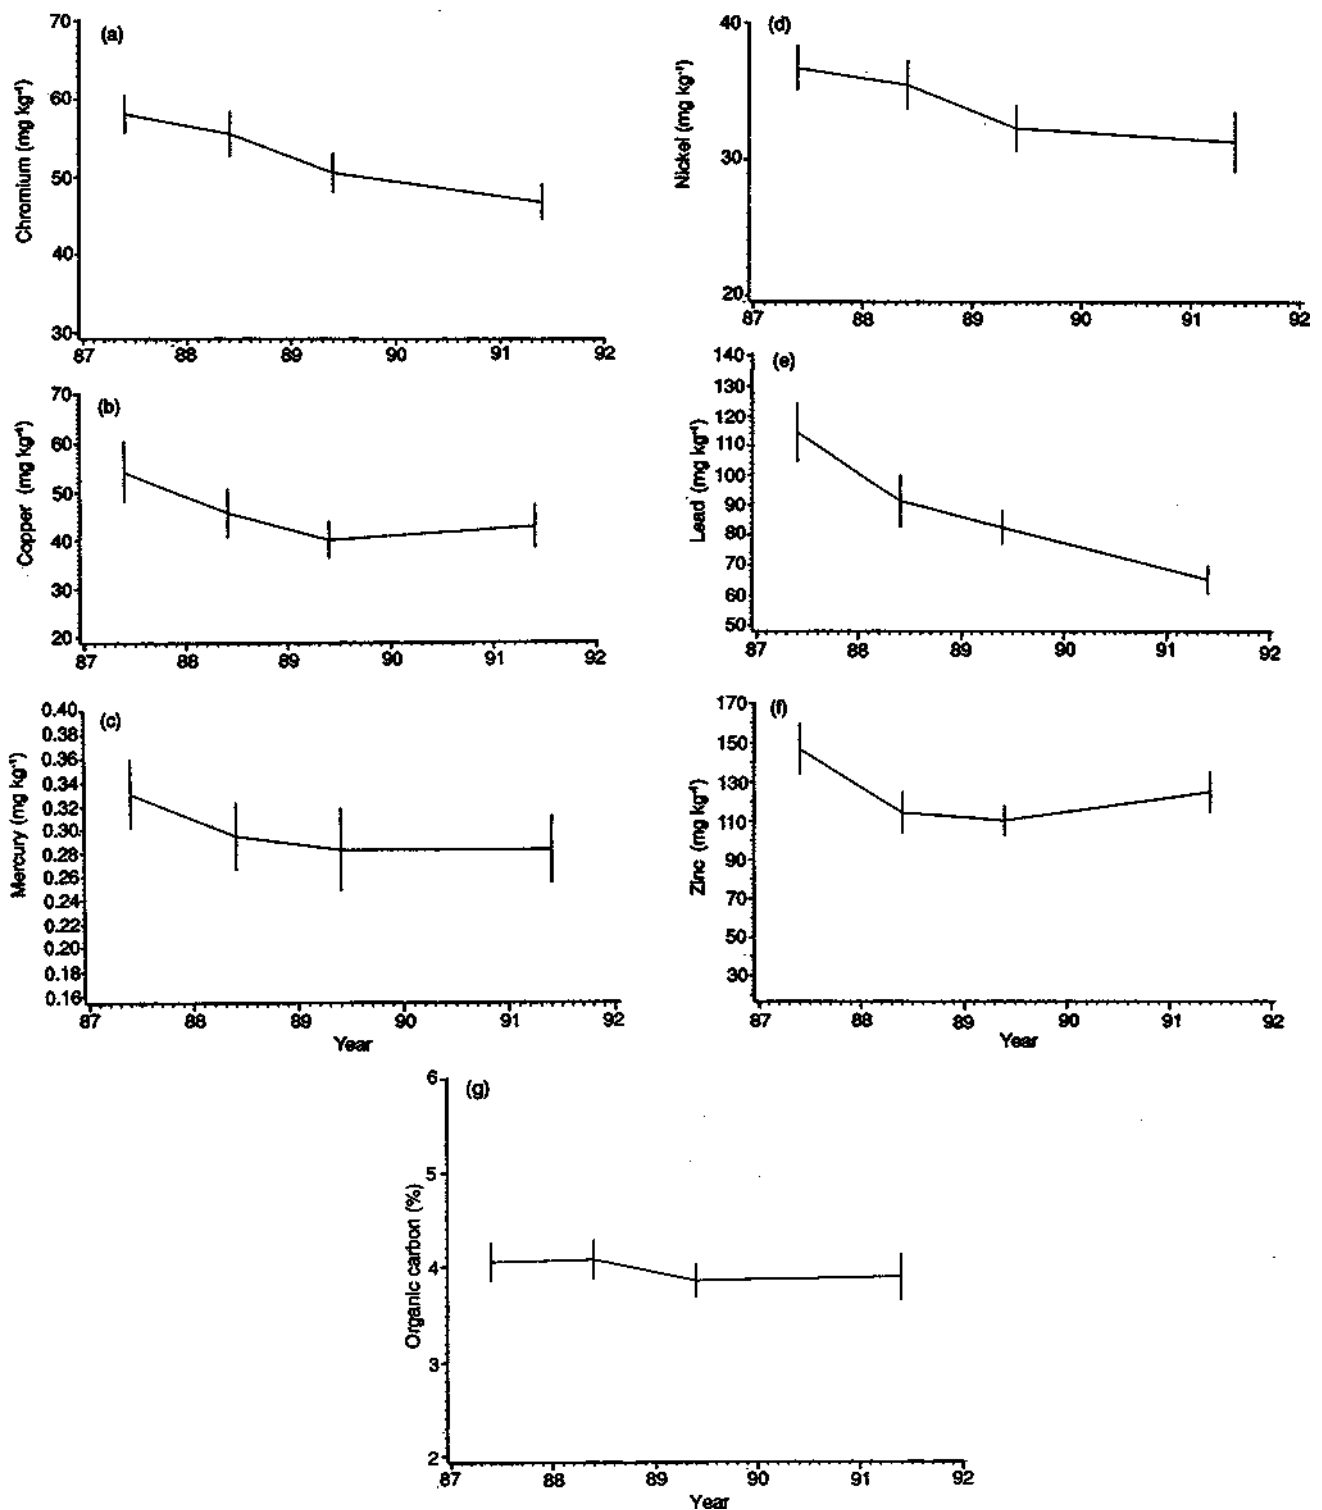 (a)
Chromium (mg kg⁻¹)
70
60
50
40
30
87 88 89 90 91 92
(b)
Copper (mg kg⁻¹)
70
60
50
40
30
20
87 88 89 90 91 92
(c)
Mercury (mg kg⁻¹)
0.40
0.38
0.36
0.34
0.32
0.30
0.28
0.26
0.24
0.22
0.20
0.18
0.16
87 88 89 90 91 92
Year
(d)
Nickel (mg kg⁻¹)
40
30
20
87 88 89 90 91 92
(e)
Lead (mg kg⁻¹)
140
130
120
110
100
90
80
70
60
50
87 88 89 90 91 92
(f)
Zinc (mg kg⁻¹)
170
150
130
110
90
70
50
30
87 88 89 90 91 92
Year
(g)
Organic carbon (%)
6
5
4
3
2
87 88 89 90 91 92
Year